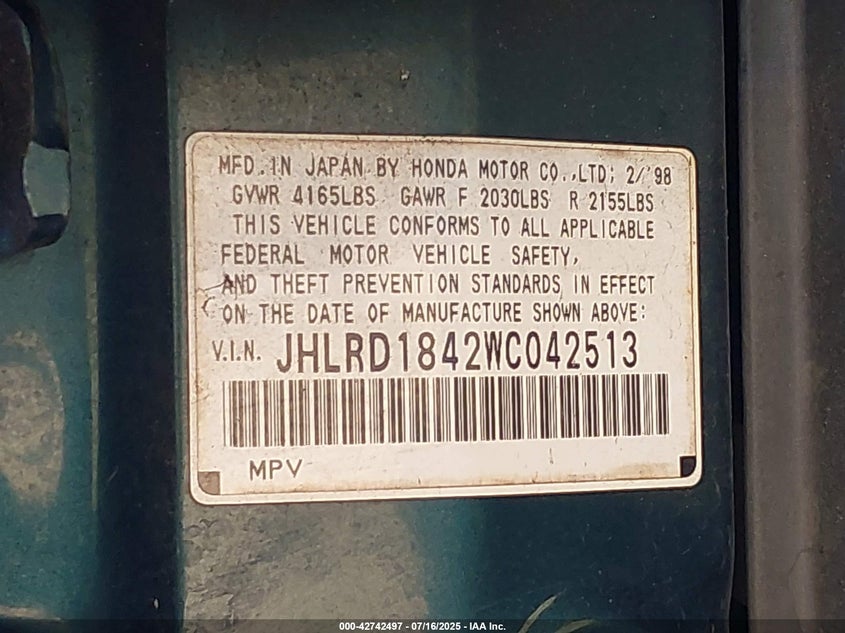 MFD. IN JAPAN BY HONDA MOTOR CO.,LTD; 2/'98
GVWR 4165LBS GAWR F 2030LBS R 2155LBS
THIS VEHICLE CONFORMS TO ALL APPLICABLE
FEDERAL MOTOR VEHICLE SAFETY,
AND THEFT PREVENTION STANDARDS IN EFFECT
ON THE DATE OF MANUFACTURE SHOWN ABOVE:
V.I.N. JHLRD1842WC042513
MPV
000-42742497 - 07/16/2025 - IAA Inc.